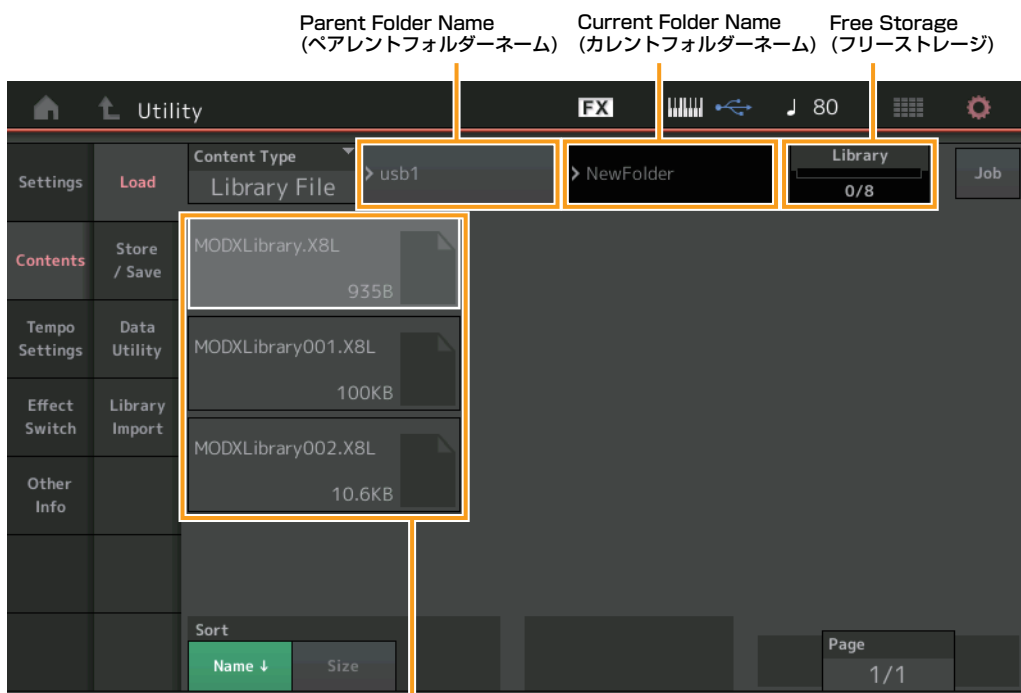 Parent Folder Name
（ペアレントフォルダーネーム）
Current Folder Name
（カレントフォルダーネーム）
Free Storage
（フリーストレージ）
Utility
FX
♩ 80
Settings
Load
Content Type
Library File
> usb1
> NewFolder
Library
0/8
Job
Contents
Store
/ Save
MODXLibrary.X8L
935B
Tempo
Settings
Data
Utility
MODXLibrary001.X8L
100KB
Effect
Switch
Library
Import
MODXLibrary002.X8L
10.6KB
Other
Info
Sort
Name ↓
Size
Page
1/1